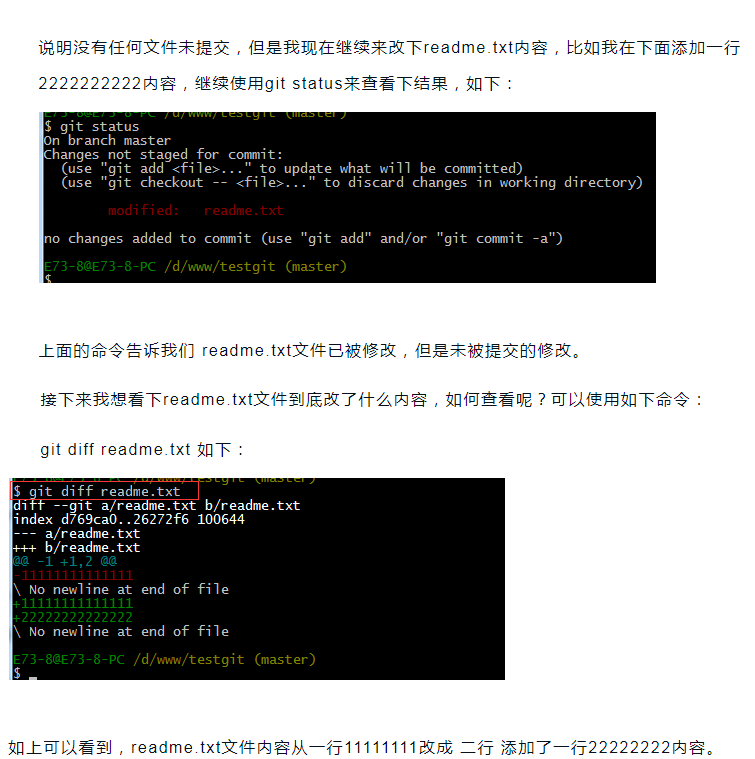 说明没有任何文件未提交，但是我现在继续来改下readme.txt内容，比如我在下面添加一行
2222222222内容，继续使用git status来查看下结果，如下：
E73-8@E73-8-PC /d/www/testgit (master)
$ git status
On branch master
Changes not staged for commit:
(use "git add <file>..." to update what will be committed)
(use "git checkout -- <file>..." to discard changes in working directory)
modified: readme.txt
no changes added to commit (use "git add" and/or "git commit -a")
E73-8@E73-8-PC /d/www/testgit (master)
$
上面的命令告诉我们 readme.txt文件已被修改，但是未被提交的修改。
接下来我想看下readme.txt文件到底改了什么内容，如何查看呢？可以使用如下命令：
git diff readme.txt 如下：
E73-8@E73-8-PC /d/www/testgit (master)
$ git diff readme.txt
diff --git a/readme.txt b/readme.txt
index d769ca0..26272f6 100644
--- a/readme.txt
+++ b/readme.txt
@@ -1 +1,2 @@
-11111111111111
\ No newline at end of file
+11111111111111
+22222222222222
\ No newline at end of file
E73-8@E73-8-PC /d/www/testgit (master)
$
如上可以看到，readme.txt文件内容从一行11111111改成 二行 添加了一行22222222内容。